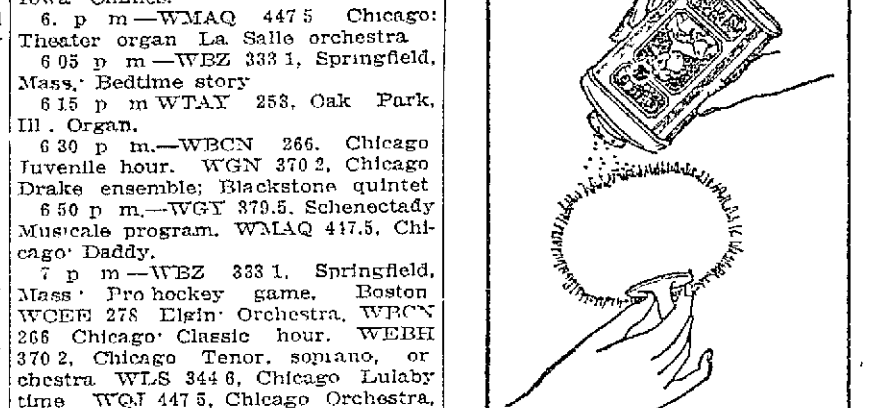 6. p m—WMAQ 447 5 Chicago:
Theater organ La Salle orchestra
6 05 p m—WBZ 333 1, Springfield,
Mass, Bedtime story
6 15 p m WTAY 253, Oak Park,
Ill. Organ.
6 30 p m.—WBCN 266. Chicago
Juvenile hour. WGN 370 2, Chicago
Drake ensemble; Blackstone quintet
6 50 p m.—WGY 379.5. Schenectady
Musicale program. WMAQ 447.5, Chi-
cago· Daddy.
7 p m—WBZ 333 1, Springfield,
Mass· Pro hockey game, Boston
WCEE 278 Elgin· Orchestra, WBCN
266 Chicago· Classic hour. WEBH
370 2, Chicago Tenor, soprano, or
chestra WLS 344 6, Chicago Lulaby
time WQJ 447 5, Chicago Orchestra,